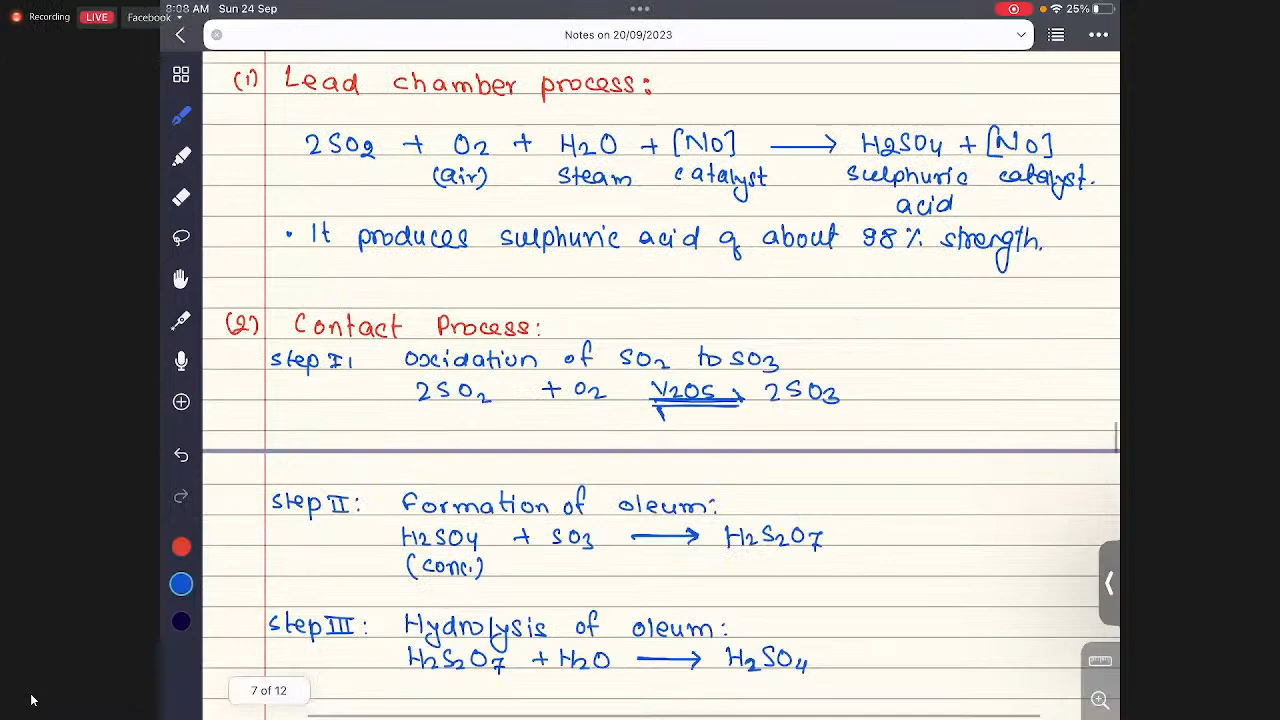 Recording LIVE Facebook
8:08 AM Sun 24 Sep 25%
Notes on 20/09/2023
(1) Lead chamber process:
2SO2 + O2 + H2O + [NO] → H2SO4 + [NO]
(air) steam catalyst sulphuric catalyst.
acid
• It produces sulphuric acid of about 98% strength.
(2) Contact Process:
Step I, Oxidation of SO2 to SO3
2SO2 + O2 V2O5 ⇌ 2SO3
Step II: Formation of oleum:
H2SO4 + SO3 → H2S2O7
(conc.)
Step III: Hydrolysis of oleum:
H2S2O7 + H2O → H2SO4
7 of 12